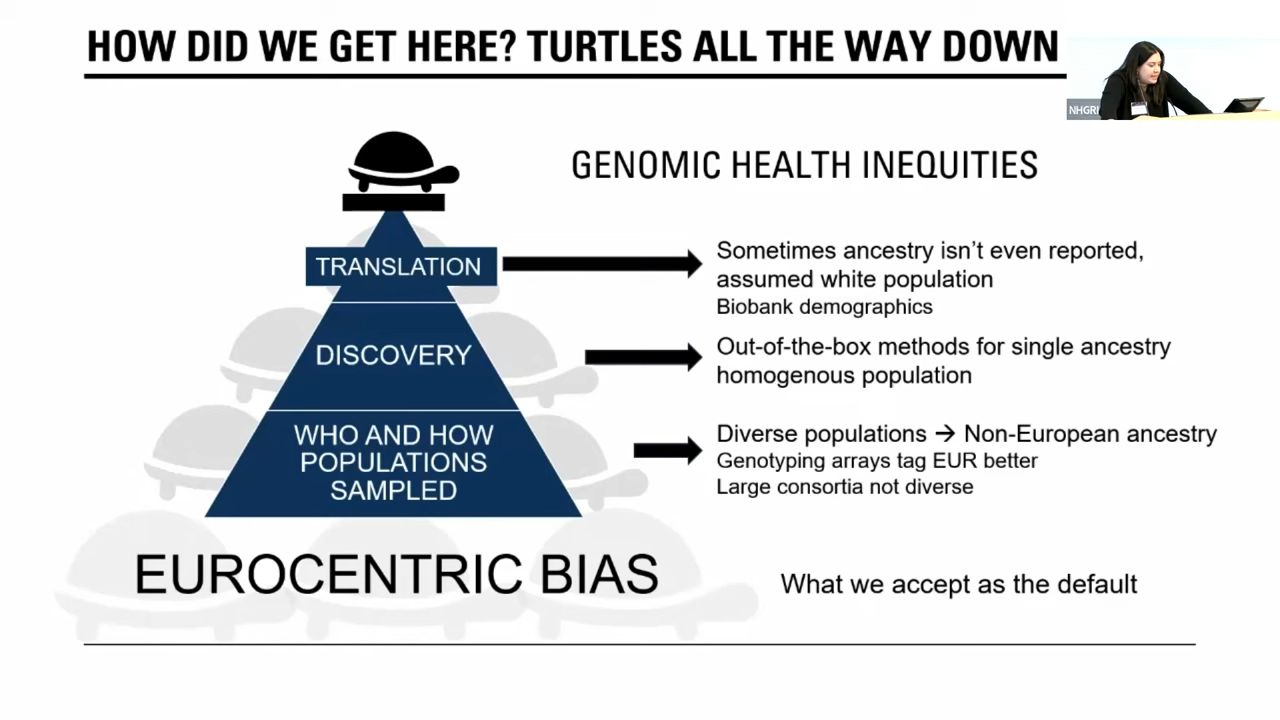 HOW DID WE GET HERE? TURTLES ALL THE WAY DOWN
NHGRI
GENOMIC HEALTH INEQUITIES
TRANSLATION
Sometimes ancestry isn't even reported,
assumed white population
Biobank demographics
DISCOVERY
Out-of-the-box methods for single ancestry
homogenous population
WHO AND HOW
POPULATIONS
SAMPLED
Diverse populations → Non-European ancestry
Genotyping arrays tag EUR better
Large consortia not diverse
EUROCENTRIC BIAS
What we accept as the default